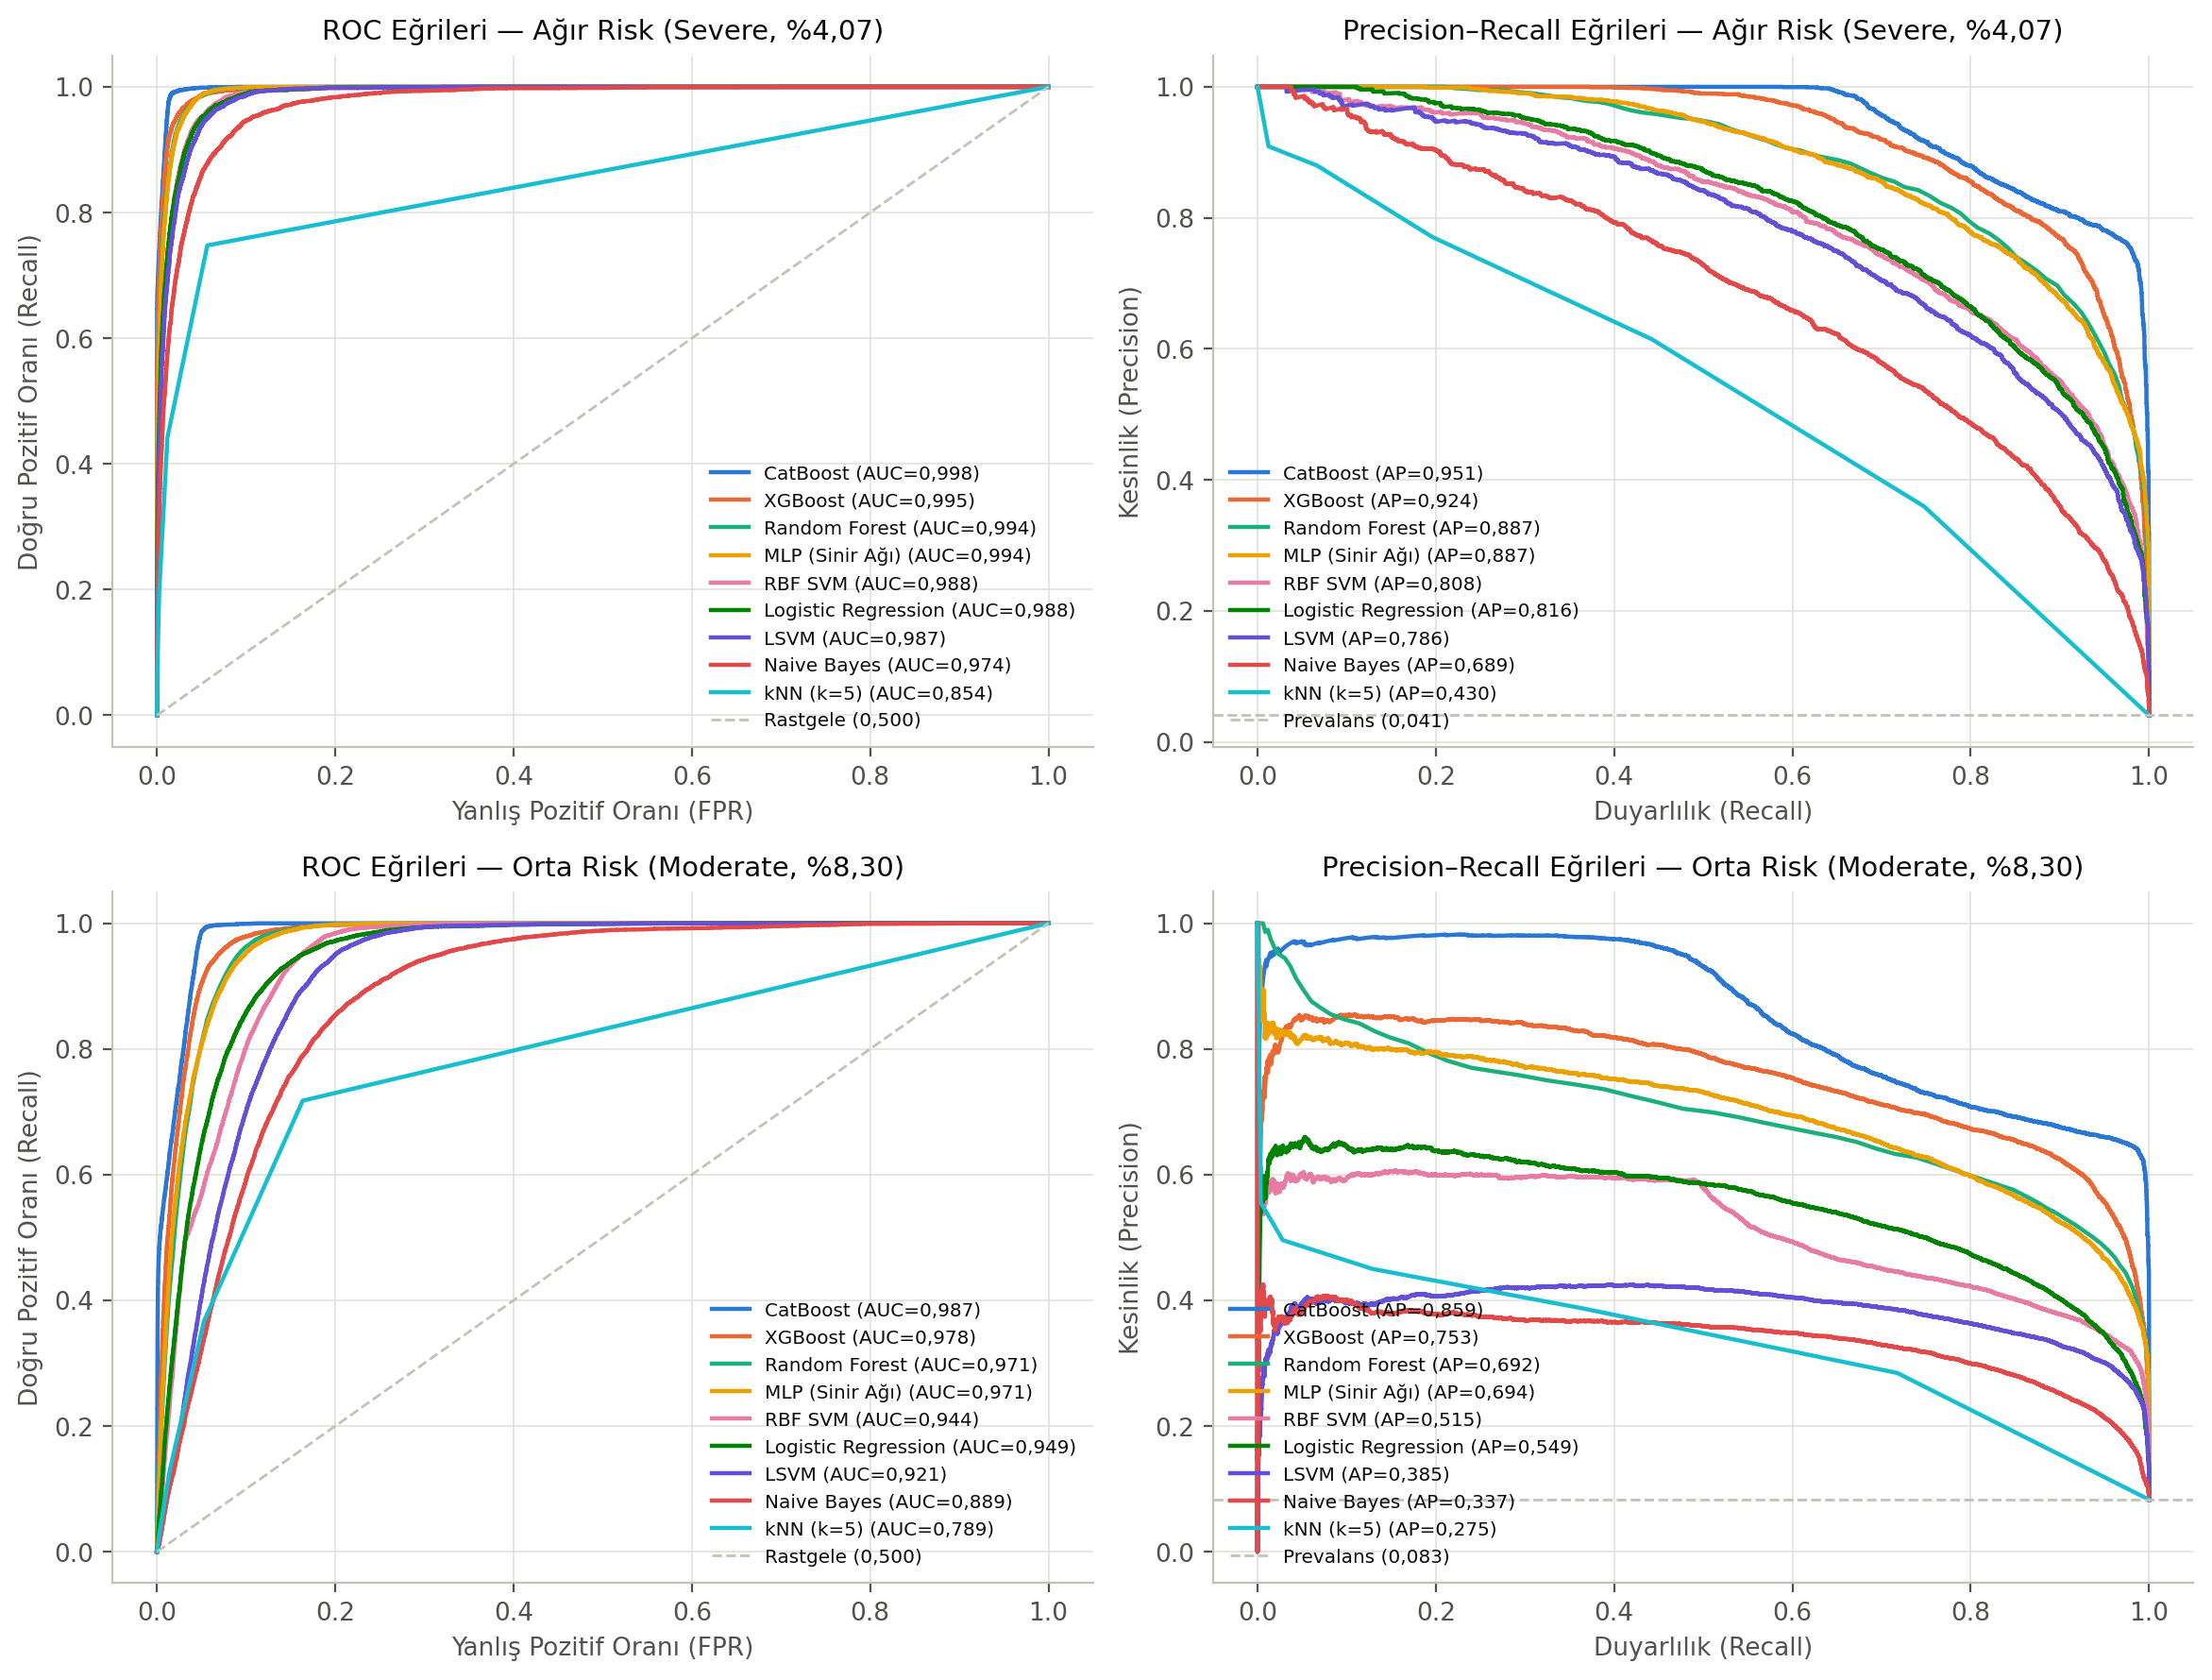 ROC Eğrileri — Ağır Risk (Severe, %4,07)
Doğru Pozitif Oranı (Recall)
1.0
0.8
0.6
0.4
0.2
0.0
CatBoost (AUC=0,998)
XGBoost (AUC=0,995)
Random Forest (AUC=0,994)
MLP (Sinir Ağı) (AUC=0,994)
RBF SVM (AUC=0,988)
Logistic Regression (AUC=0,988)
LSVM (AUC=0,987)
Naive Bayes (AUC=0,974)
kNN (k=5) (AUC=0,854)
Rastgele (0,500)
0.0 0.2 0.4 0.6 0.8 1.0
Yanlış Pozitif Oranı (FPR)
Precision–Recall Eğrileri — Ağır Risk (Severe, %4,07)
Kesinlik (Precision)
1.0
0.8
0.6
0.4
0.2
0.0
CatBoost (AP=0,951)
XGBoost (AP=0,924)
Random Forest (AP=0,887)
MLP (Sinir Ağı) (AP=0,887)
RBF SVM (AP=0,808)
Logistic Regression (AP=0,816)
LSVM (AP=0,786)
Naive Bayes (AP=0,689)
kNN (k=5) (AP=0,430)
Prevalans (0,041)
0.0 0.2 0.4 0.6 0.8 1.0
Duyarlılık (Recall)
ROC Eğrileri — Orta Risk (Moderate, %8,30)
Doğru Pozitif Oranı (Recall)
1.0
0.8
0.6
0.4
0.2
0.0
CatBoost (AUC=0,987)
XGBoost (AUC=0,978)
Random Forest (AUC=0,971)
MLP (Sinir Ağı) (AUC=0,971)
RBF SVM (AUC=0,944)
Logistic Regression (AUC=0,949)
LSVM (AUC=0,921)
Naive Bayes (AUC=0,889)
kNN (k=5) (AUC=0,789)
Rastgele (0,500)
0.0 0.2 0.4 0.6 0.8 1.0
Yanlış Pozitif Oranı (FPR)
Precision–Recall Eğrileri — Orta Risk (Moderate, %8,30)
Kesinlik (Precision)
1.0
0.8
0.6
0.4
0.2
0.0
CatBoost (AP=0,859)
XGBoost (AP=0,753)
Random Forest (AP=0,692)
MLP (Sinir Ağı) (AP=0,694)
RBF SVM (AP=0,515)
Logistic Regression (AP=0,549)
LSVM (AP=0,385)
Naive Bayes (AP=0,337)
kNN (k=5) (AP=0,275)
Prevalans (0,083)
0.0 0.2 0.4 0.6 0.8 1.0
Duyarlılık (Recall)